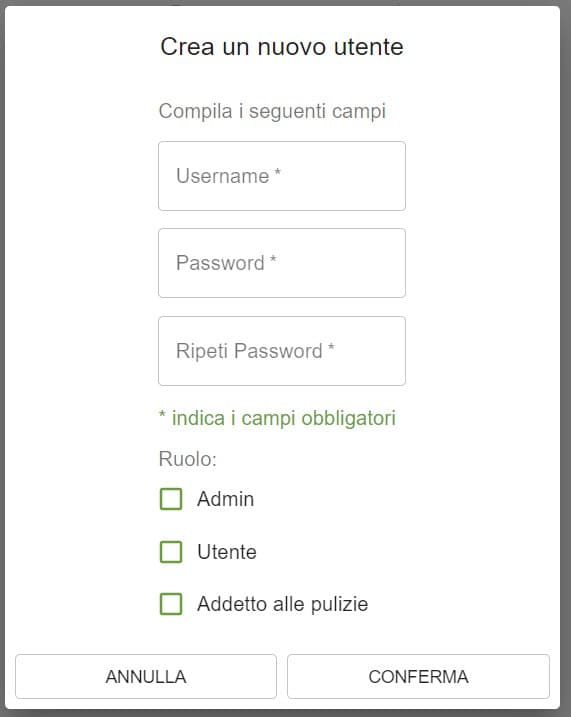 Crea un nuovo utente
Compila i seguenti campi
Username *
Password *
Ripeti Password *
* indica i campi obbligatori
Ruolo:
Admin
Utente
Addetto alle pulizie
ANNULLA
CONFERMA